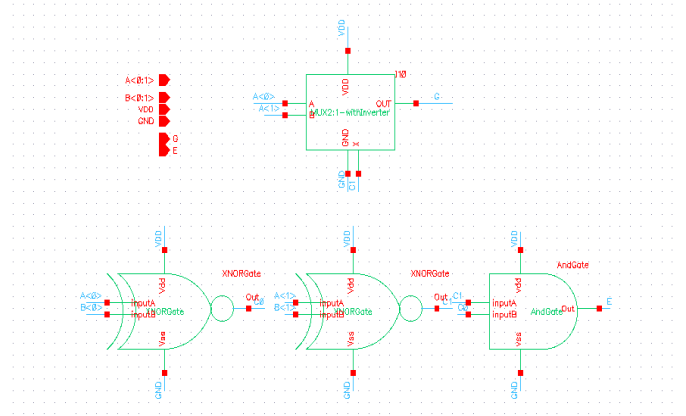 VDD
A<0:1>
B<0:1>
VDD
GND
G
E
I10
VDD
A<0>
A<1>
A
B
OUT
G
MUX2:1-withInverter
GND
X
GND
C1
VDD
XNORGate
Vdd
A<0>
B<0>
inputA
inputB
XNORGate
Out
C0
Vss
GND
VDD
XNORGate
Vdd
A<1>
B<1>
inputA
inputB
XNORGate
Out
C1
Vss
GND
VDD
AndGate
Vdd
C1
C0
inputA
inputB
AndGate
Out
E
Vss
GND